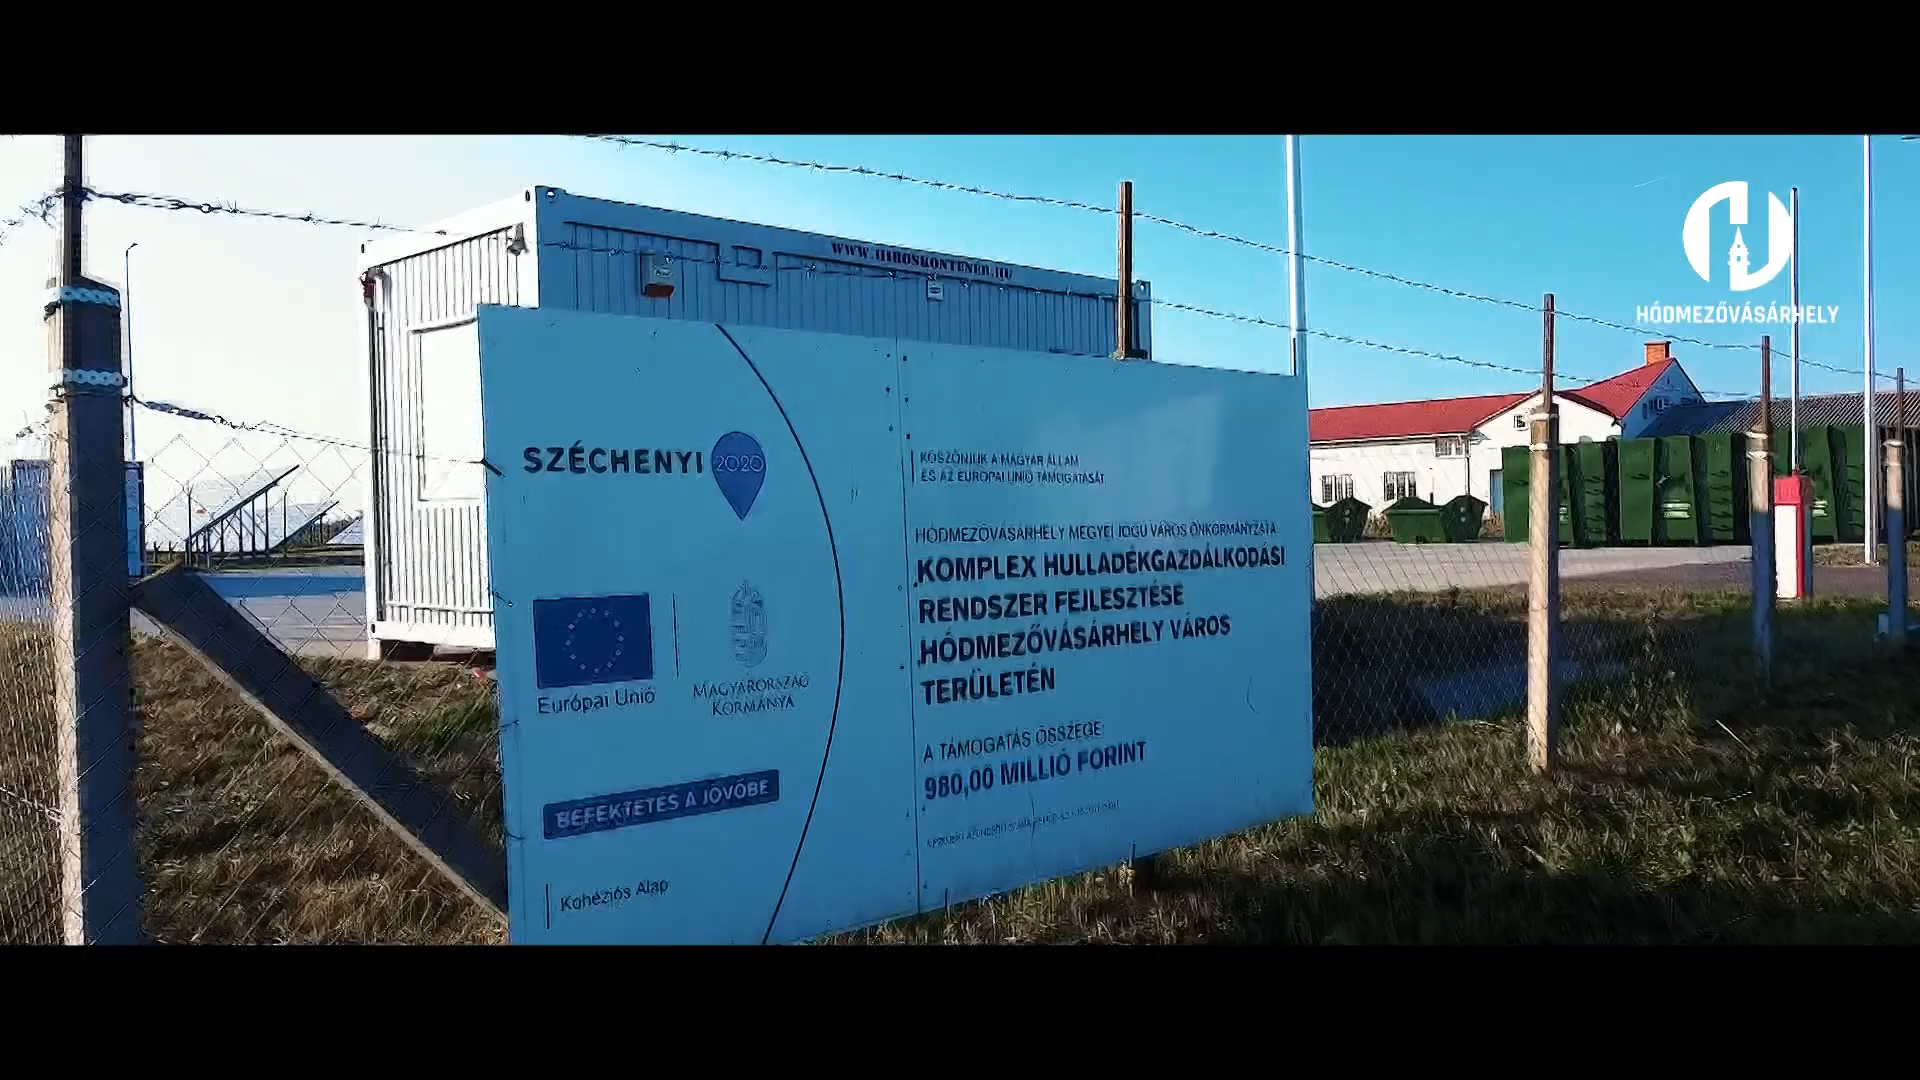 WWW.HIROSKONTENER.HU
HÓDMEZŐVÁSÁRHELY
SZÉCHENYI 2020
KÖSZÖNJÜK A MAGYAR ÁLLAM
ÉS AZ EURÓPAI UNIÓ TÁMOGATÁSÁT
HÓDMEZŐVÁSÁRHELY MEGYEI JOGÚ VÁROS ÖNKORMÁNYZATA
KOMPLEX HULLADÉKGAZDÁLKODÁSI
RENDSZER FEJLESZTÉSE
HÓDMEZŐVÁSÁRHELY VÁROS
TERÜLETÉN
Európai Unió
MAGYARORSZÁG
KORMÁNYA
A TÁMOGATÁS ÖSSZEGE:
980,00 MILLIÓ FORINT
BEFEKTETÉS A JÖVŐBE
Kohéziós Alap